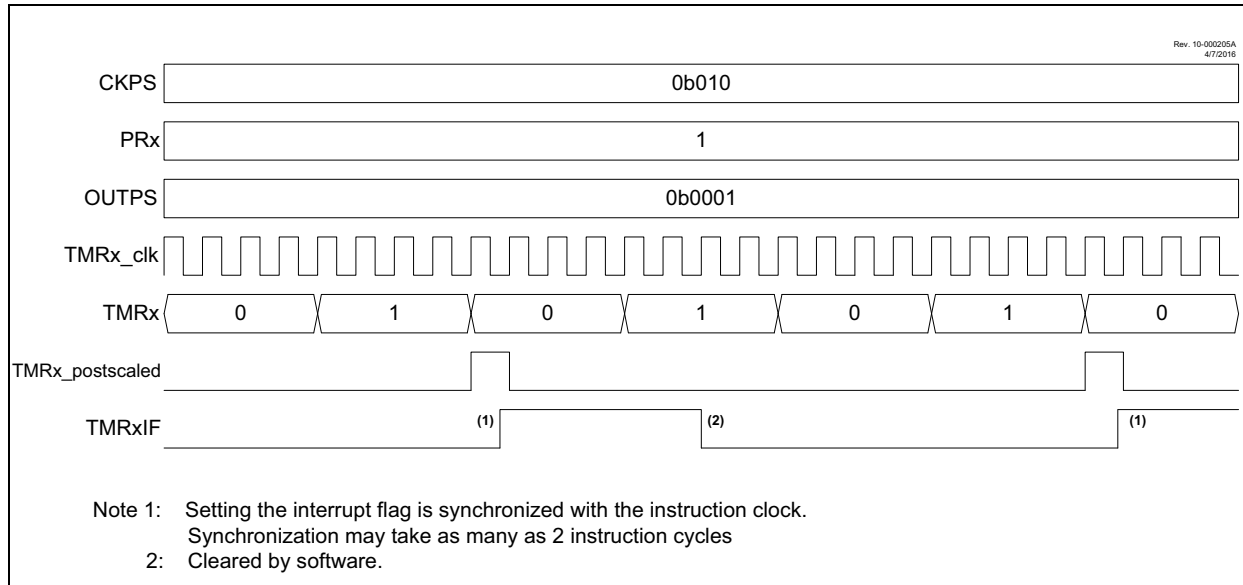 Rev. 10-000205A
4/7/2016
CKPS 0b010
PRx 1
OUTPS 0b0001
TMRx_clk
TMRx 0 1 0 1 0 1 0
TMRx_postscaled
TMRxIF (1) (2) (1)
Note 1: Setting the interrupt flag is synchronized with the instruction clock.
Synchronization may take as many as 2 instruction cycles
2: Cleared by software.